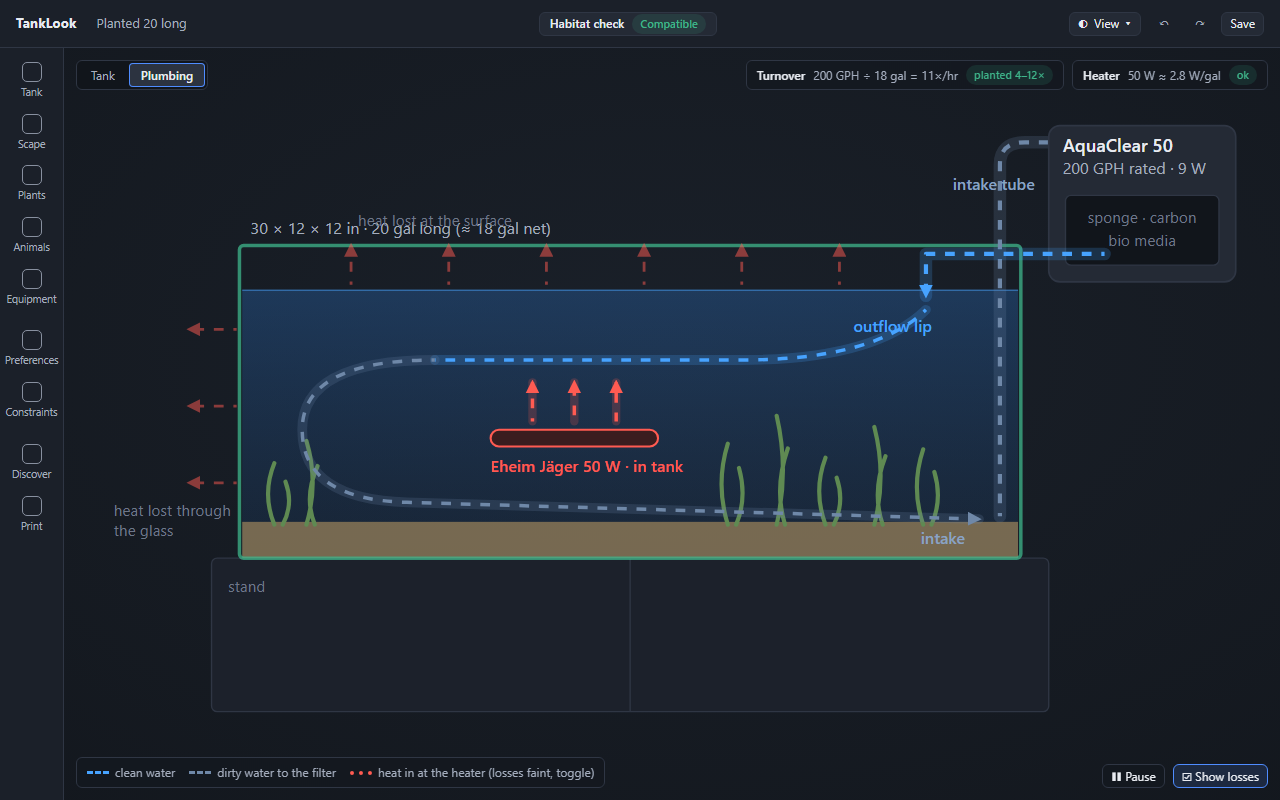 TankLook
Planted 20 long
Habitat check
Compatible
View
Save
Tank
Scape
Plants
Animals
Equipment
Preferences
Constraints
Discover
Print
Tank
Plumbing
Turnover 200 GPH ÷ 18 gal = 11×/hr planted 4–12×
Heater 50 W ≈ 2.8 W/gal ok
AquaClear 50
200 GPH rated · 9 W
sponge · carbon
bio media
intake tube
heat lost at the surface
30 × 12 × 12 in · 20 gal long (≈ 18 gal net)
outflow lip
Eheim Jäger 50 W · in tank
heat lost through
the glass
intake
stand
clean water
dirty water to the filter
heat in at the heater (losses faint, toggle)
Pause
Show losses